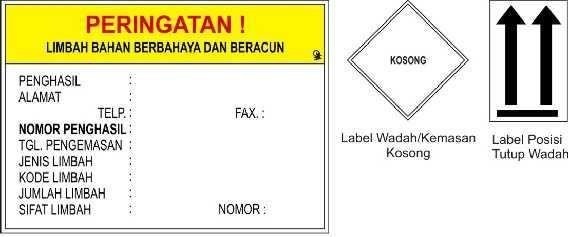 PERINGATAN !
LIMBAH BAHAN BERBAHAYA DAN BERACUN
PENGHASIL :
ALAMAT :
TELP. : FAX. :
NOMOR PENGHASIL :
TGL. PENGEMASAN :
JENIS LIMBAH :
KODE LIMBAH :
JUMLAH LIMBAH :
SIFAT LIMBAH : NOMOR :
KOSONG
Label Wadah/Kemasan
Kosong
Label Posisi
Tutup Wadah